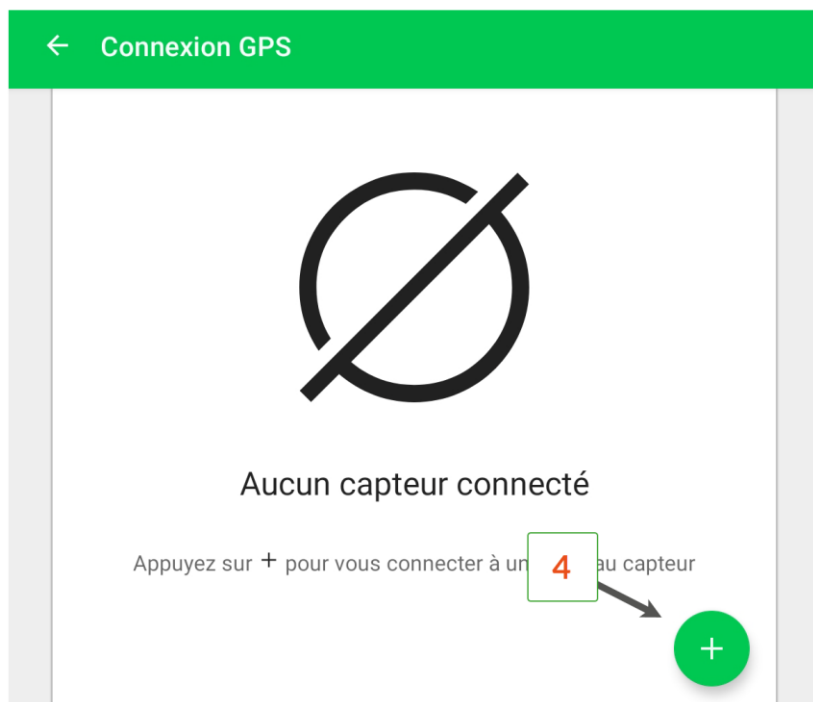 Connexion GPS
Aucun capteur connecté
Appuyez sur + pour vous connecter à un au capteur
4
+